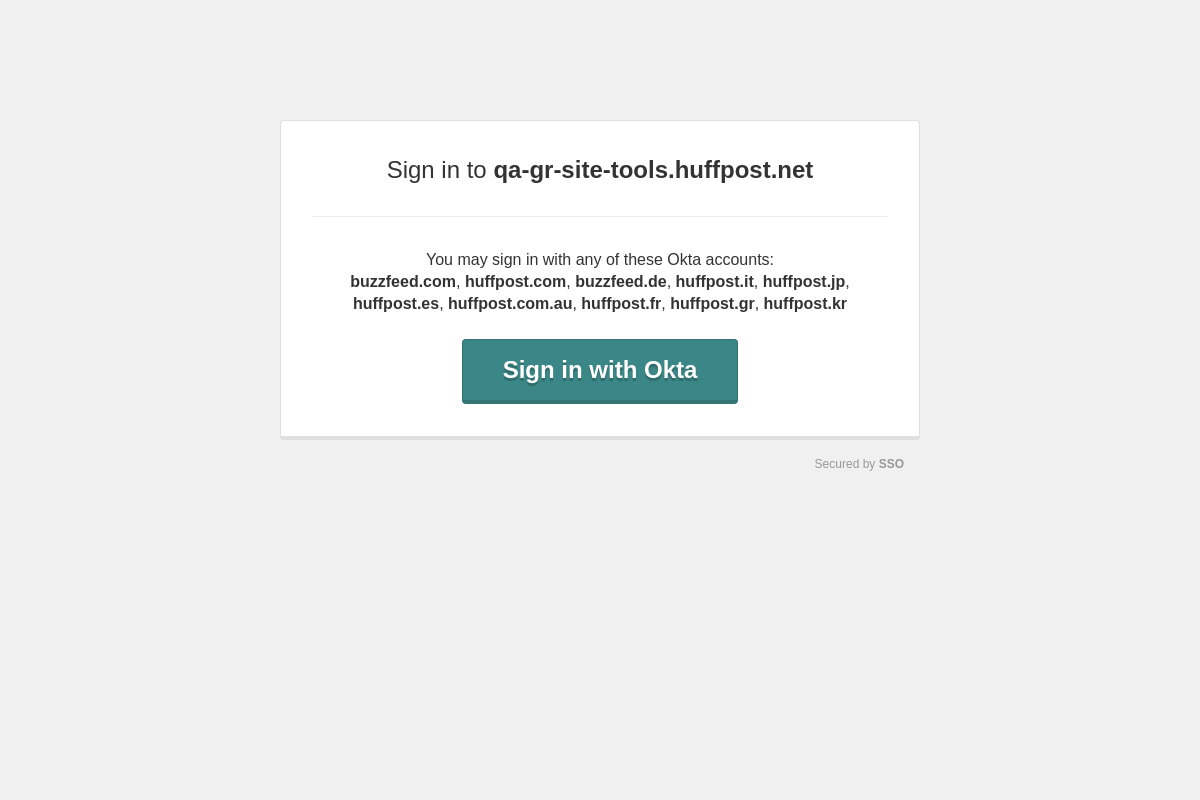 Sign in to qa-gr-site-tools.huffpost.net
You may sign in with any of these Okta accounts:
buzzfeed.com, huffpost.com, buzzfeed.de, huffpost.it, huffpost.jp,
huffpost.es, huffpost.com.au, huffpost.fr, huffpost.gr, huffpost.kr
Sign in with Okta
Secured by SSO